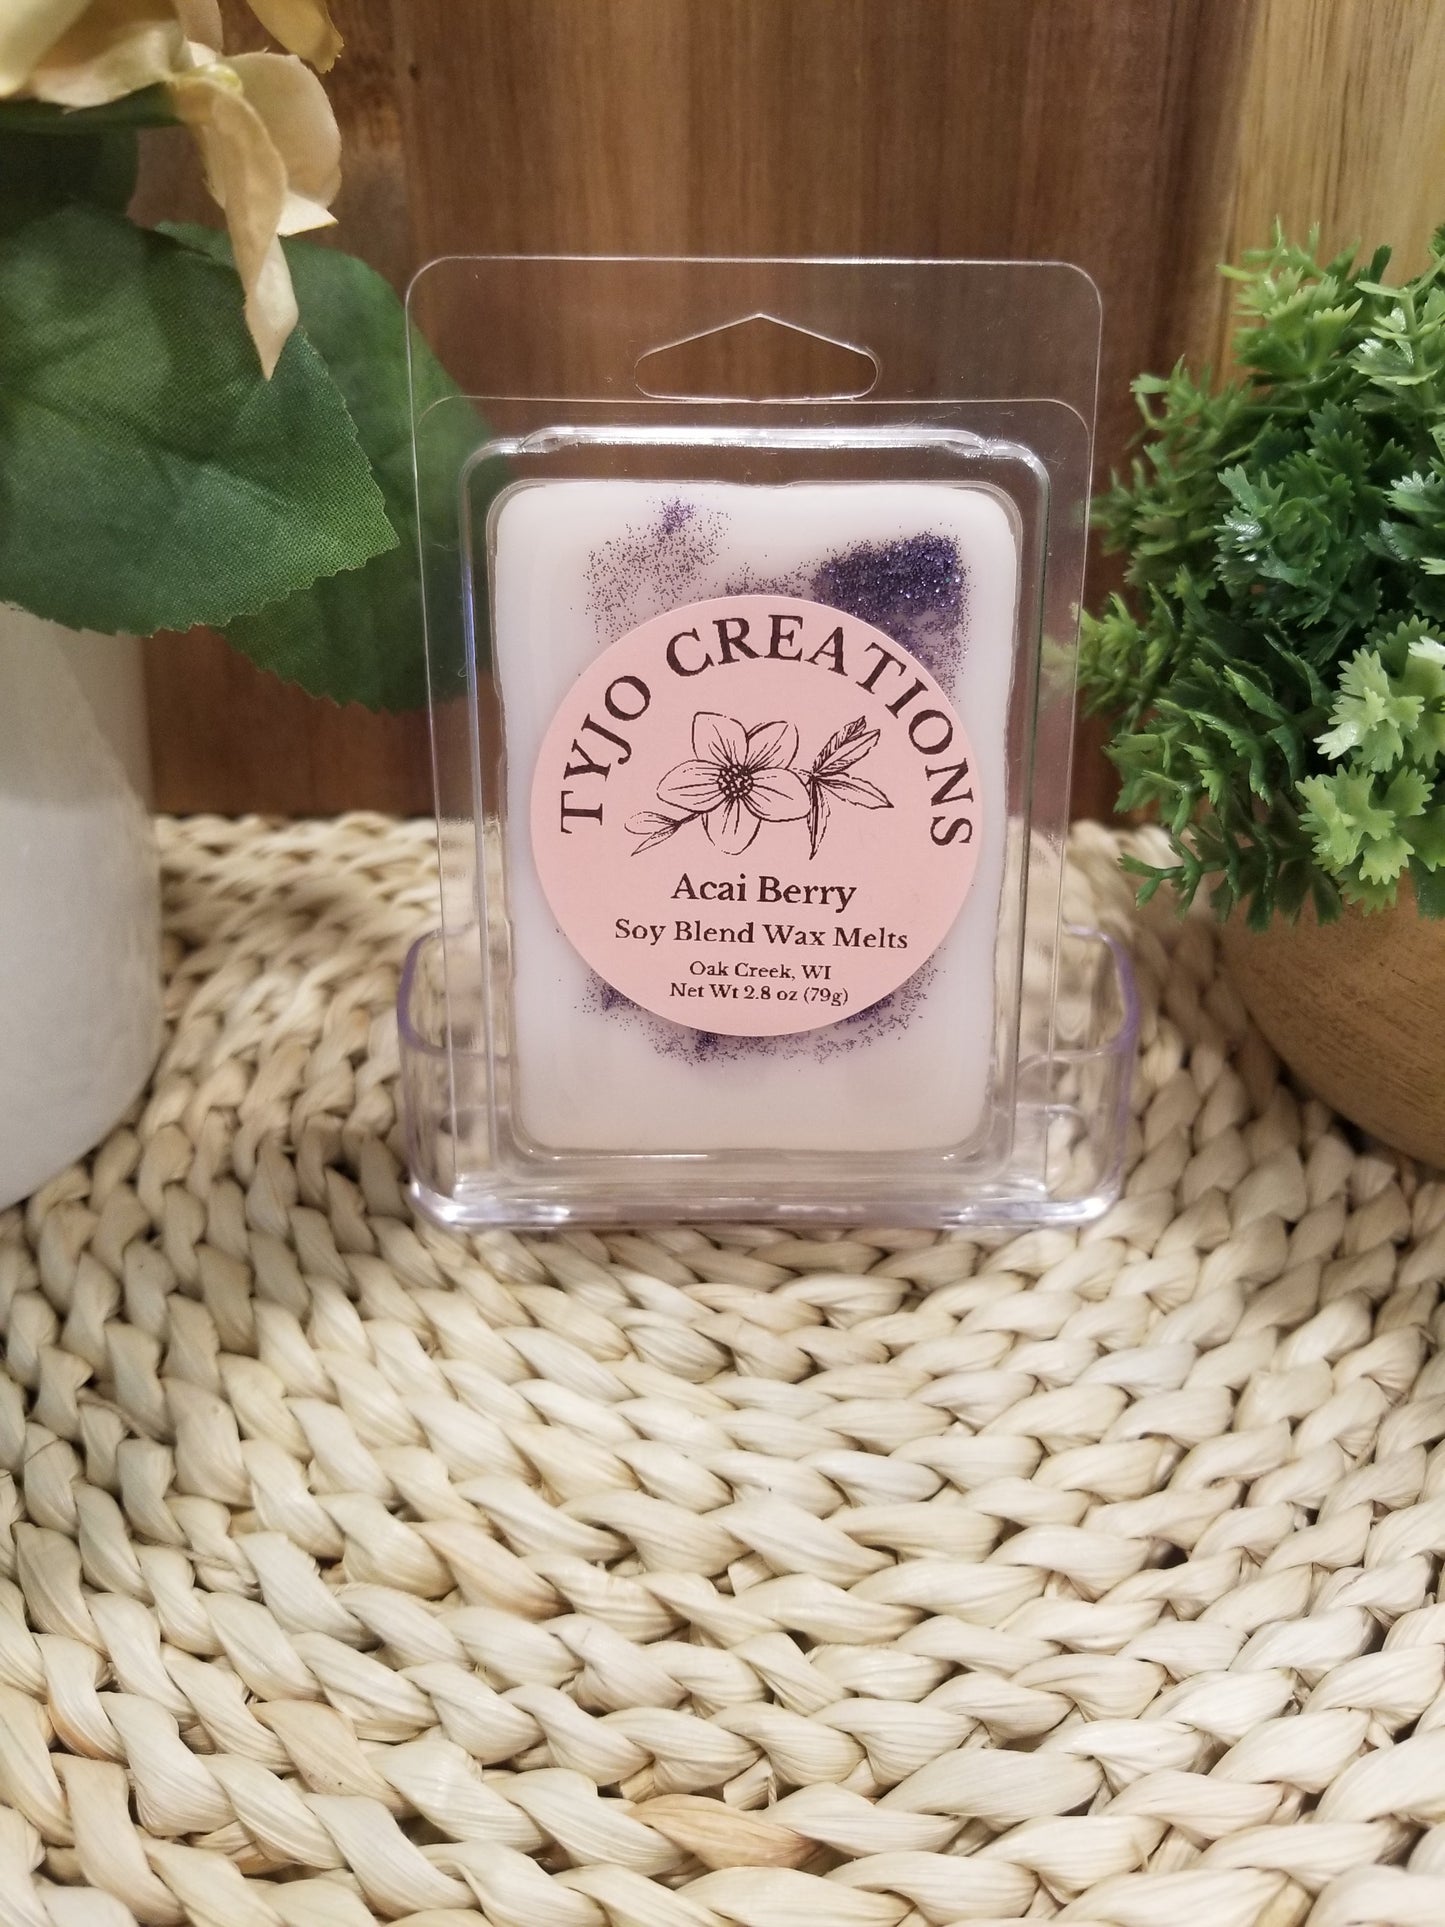 TYJO CREATIONS
Acai Berry
Soy Blend Wax Melts
Oak Creek, WI
Net Wt 2.8 oz (79g)